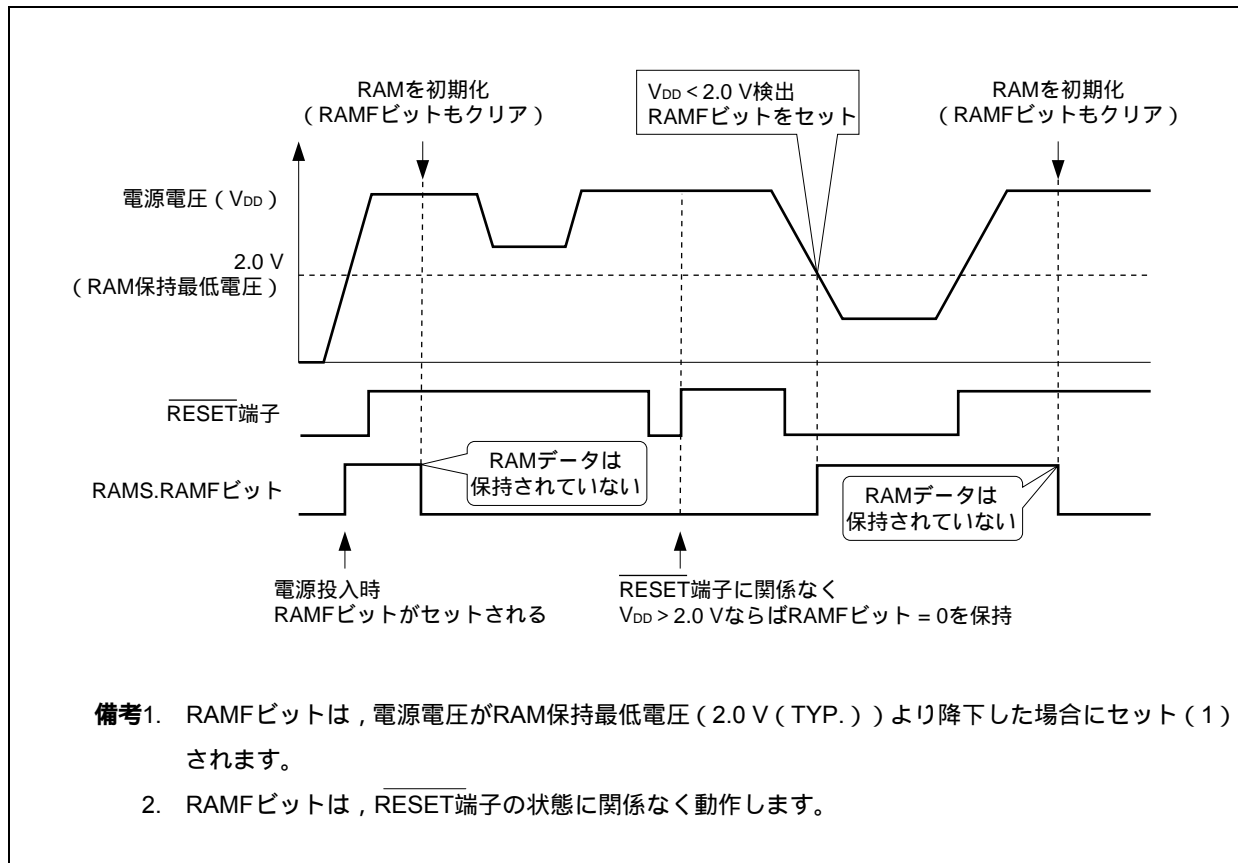 RAMを初期化
（RAMFビットもクリア）
VDD < 2.0 V検出
RAMFビットをセット
RAMを初期化
（RAMFビットもクリア）
電源電圧（VDD）
2.0 V
（RAM保持最低電圧）
RESET端子
RAMデータは
保持されていない
RAMS.RAMFビット
RAMデータは
保持されていない
電源投入時
RAMFビットがセットされる
RESET端子に関係なく
VDD > 2.0 VならばRAMFビット = 0を保持
備考1. RAMFビットは，電源電圧がRAM保持最低電圧（2.0 V（TYP.））より降下した場合にセット（1）
されます。
2. RAMFビットは，RESET端子の状態に関係なく動作します。